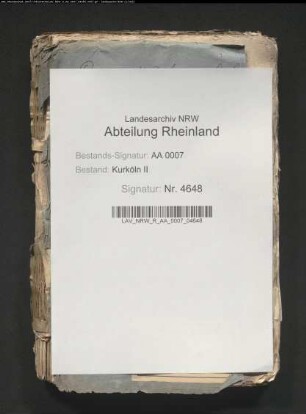 Landesarchiv NRW
Abteilung Rheinland
Bestands-Signatur: AA 0007
Bestand: Kurköln II
Signatur: Nr. 4648
LAV_NRW_R_AA_0007_04648